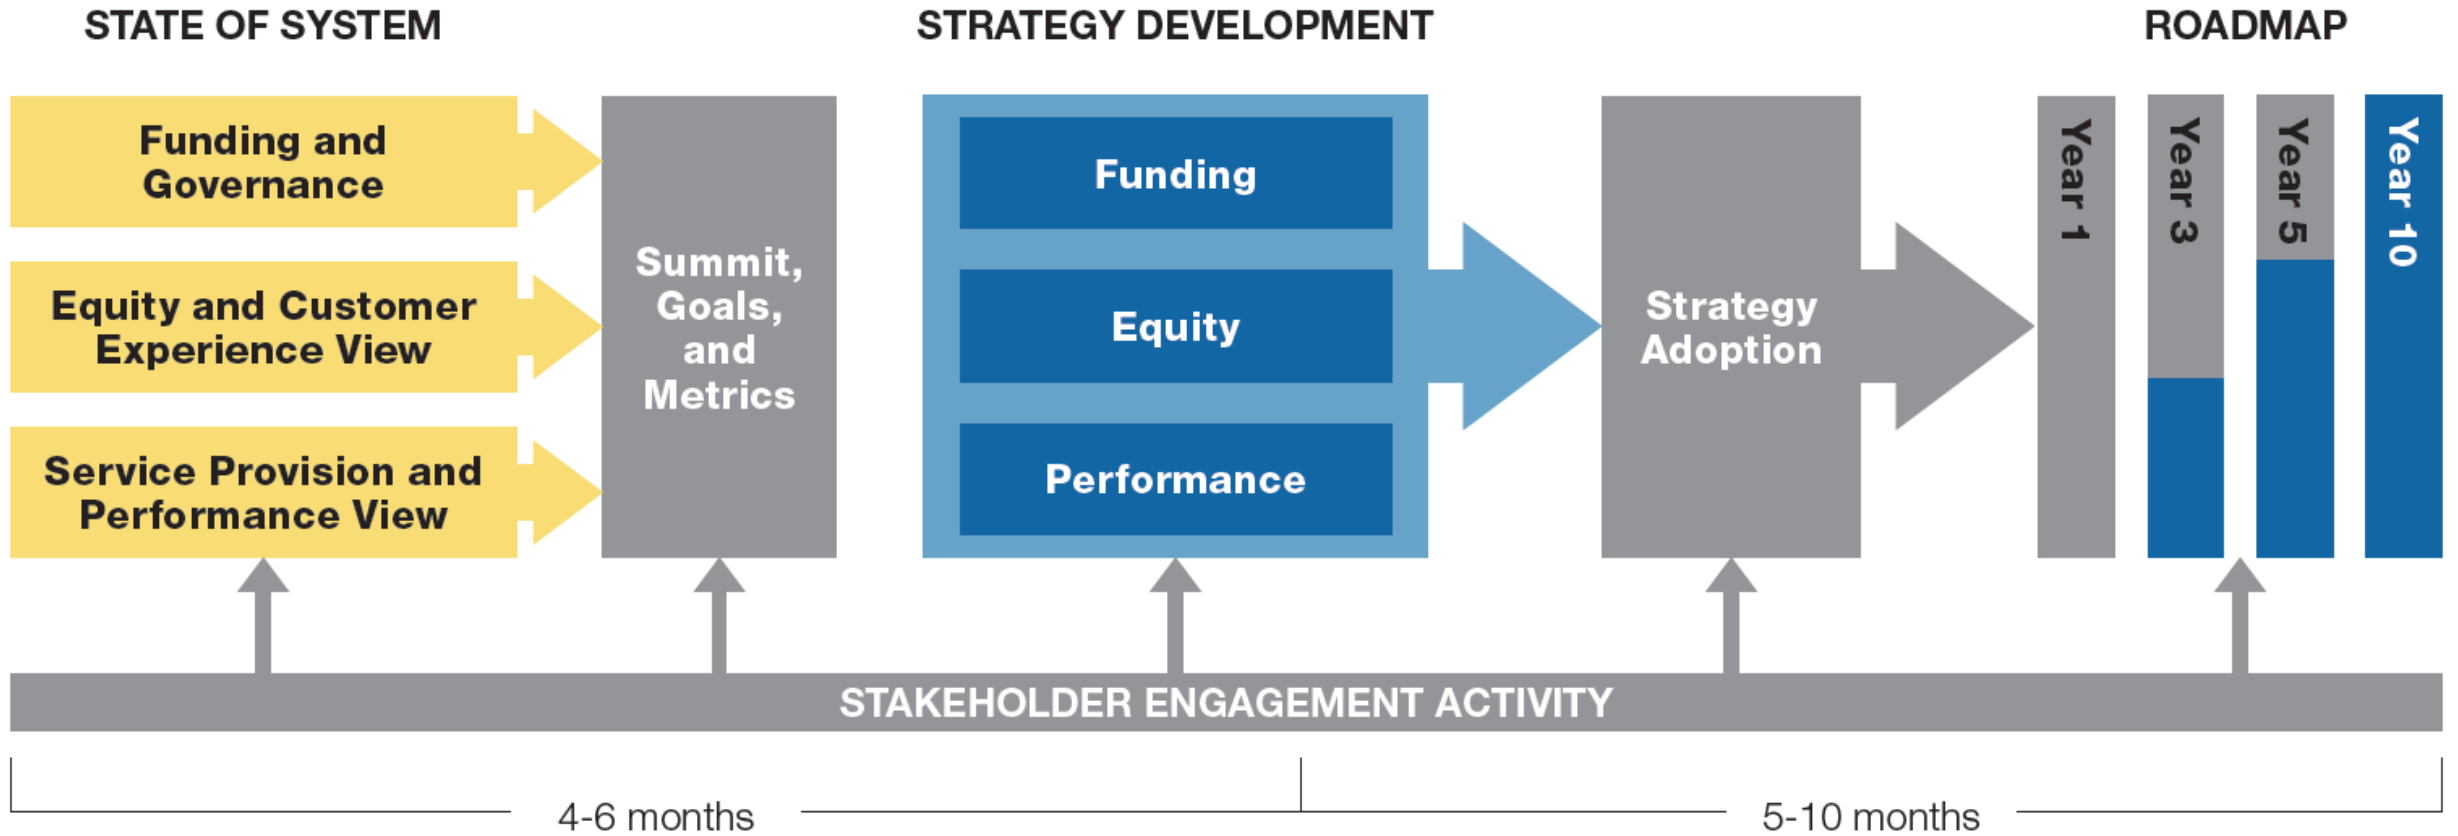 STATE OF SYSTEM
STRATEGY DEVELOPMENT
ROADMAP
Funding and
Governance
Equity and Customer
Experience View
Service Provision and
Performance View
Summit,
Goals,
and
Metrics
Funding
Equity
Performance
Strategy
Adoption
Year 1
Year 3
Year 5
Year 10
STAKEHOLDER ENGAGEMENT ACTIVITY
4-6 months
5-10 months